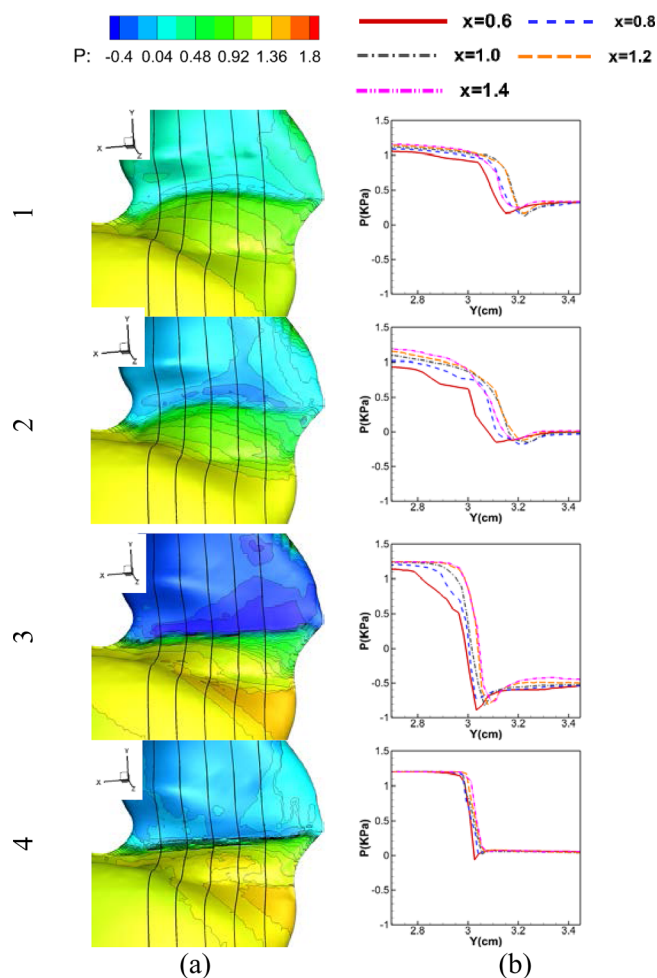 P: -0.4 0.04 0.48 0.92 1.36 1.8
x=0.6 x=0.8
x=1.0 x=1.2
x=1.4
1
Y
X
Z
P(KPa)
1.5
1
0.5
0
-0.5
-1
2.8 3 3.2 3.4
Y(cm)
2
Y
X
Z
P(KPa)
1.5
1
0.5
0
-0.5
-1
2.8 3 3.2 3.4
Y(cm)
3
Y
X
Z
P(KPa)
1.5
1
0.5
0
-0.5
-1
2.8 3 3.2 3.4
Y(cm)
4
Y
X
Z
P(KPa)
1.5
1
0.5
0
-0.5
-1
2.8 3 3.2 3.4
Y(cm)
(a) (b)